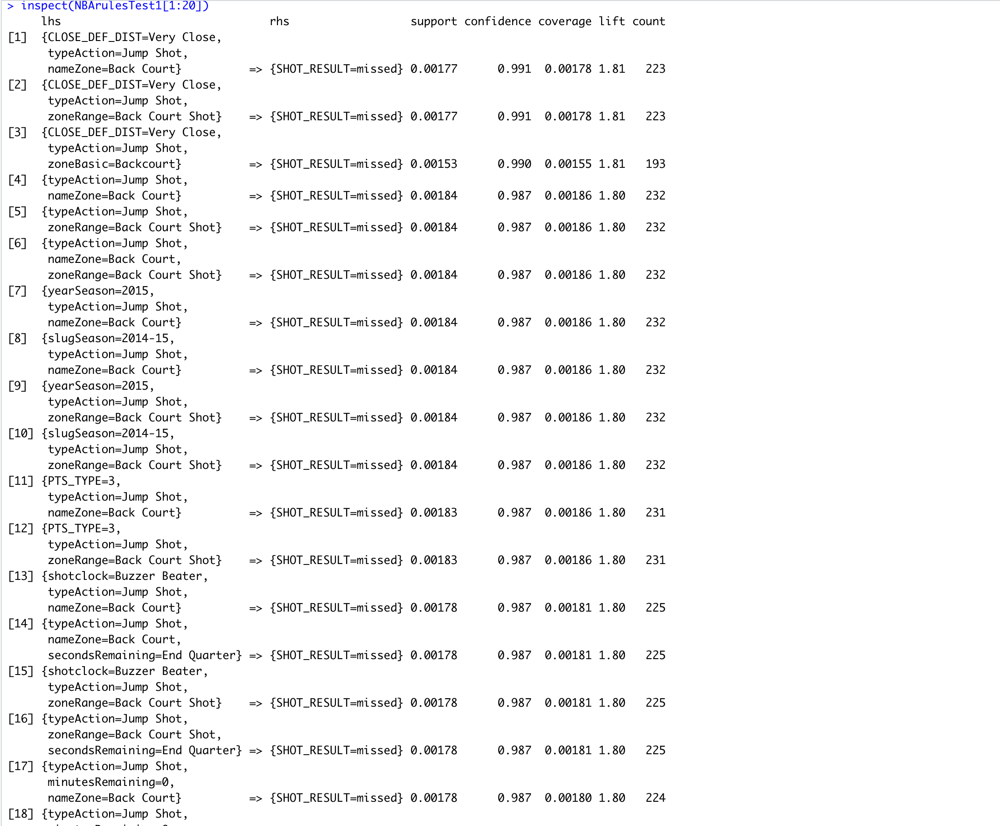 > inspect(NBArulesTest1[1:20])
lhs rhs support confidence coverage lift count
[1] {CLOSE_DEF_DIST=Very Close,
typeAction=Jump Shot,
nameZone=Back Court} => {SHOT_RESULT=missed} 0.00177 0.991 0.00178 1.81 223
[2] {CLOSE_DEF_DIST=Very Close,
typeAction=Jump Shot,
zoneRange=Back Court Shot} => {SHOT_RESULT=missed} 0.00177 0.991 0.00178 1.81 223
[3] {CLOSE_DEF_DIST=Very Close,
typeAction=Jump Shot,
zoneBasic=Backcourt} => {SHOT_RESULT=missed} 0.00153 0.990 0.00155 1.81 193
[4] {typeAction=Jump Shot,
nameZone=Back Court} => {SHOT_RESULT=missed} 0.00184 0.987 0.00186 1.80 232
[5] {typeAction=Jump Shot,
zoneRange=Back Court Shot} => {SHOT_RESULT=missed} 0.00184 0.987 0.00186 1.80 232
[6] {typeAction=Jump Shot,
nameZone=Back Court,
zoneRange=Back Court Shot} => {SHOT_RESULT=missed} 0.00184 0.987 0.00186 1.80 232
[7] {yearSeason=2015,
typeAction=Jump Shot,
nameZone=Back Court} => {SHOT_RESULT=missed} 0.00184 0.987 0.00186 1.80 232
[8] {slugSeason=2014-15,
typeAction=Jump Shot,
nameZone=Back Court} => {SHOT_RESULT=missed} 0.00184 0.987 0.00186 1.80 232
[9] {yearSeason=2015,
typeAction=Jump Shot,
zoneRange=Back Court Shot} => {SHOT_RESULT=missed} 0.00184 0.987 0.00186 1.80 232
[10] {slugSeason=2014-15,
typeAction=Jump Shot,
zoneRange=Back Court Shot} => {SHOT_RESULT=missed} 0.00184 0.987 0.00186 1.80 232
[11] {PTS_TYPE=3,
typeAction=Jump Shot,
nameZone=Back Court} => {SHOT_RESULT=missed} 0.00183 0.987 0.00186 1.80 231
[12] {PTS_TYPE=3,
typeAction=Jump Shot,
zoneRange=Back Court Shot} => {SHOT_RESULT=missed} 0.00183 0.987 0.00186 1.80 231
[13] {shotclock=Buzzer Beater,
typeAction=Jump Shot,
nameZone=Back Court} => {SHOT_RESULT=missed} 0.00178 0.987 0.00181 1.80 225
[14] {typeAction=Jump Shot,
nameZone=Back Court,
secondsRemaining=End Quarter} => {SHOT_RESULT=missed} 0.00178 0.987 0.00181 1.80 225
[15] {shotclock=Buzzer Beater,
typeAction=Jump Shot,
zoneRange=Back Court Shot} => {SHOT_RESULT=missed} 0.00178 0.987 0.00181 1.80 225
[16] {typeAction=Jump Shot,
zoneRange=Back Court Shot,
secondsRemaining=End Quarter} => {SHOT_RESULT=missed} 0.00178 0.987 0.00181 1.80 225
[17] {typeAction=Jump Shot,
minutesRemaining=0,
nameZone=Back Court} => {SHOT_RESULT=missed} 0.00178 0.987 0.00180 1.80 224
[18] {typeAction=Jump Shot,